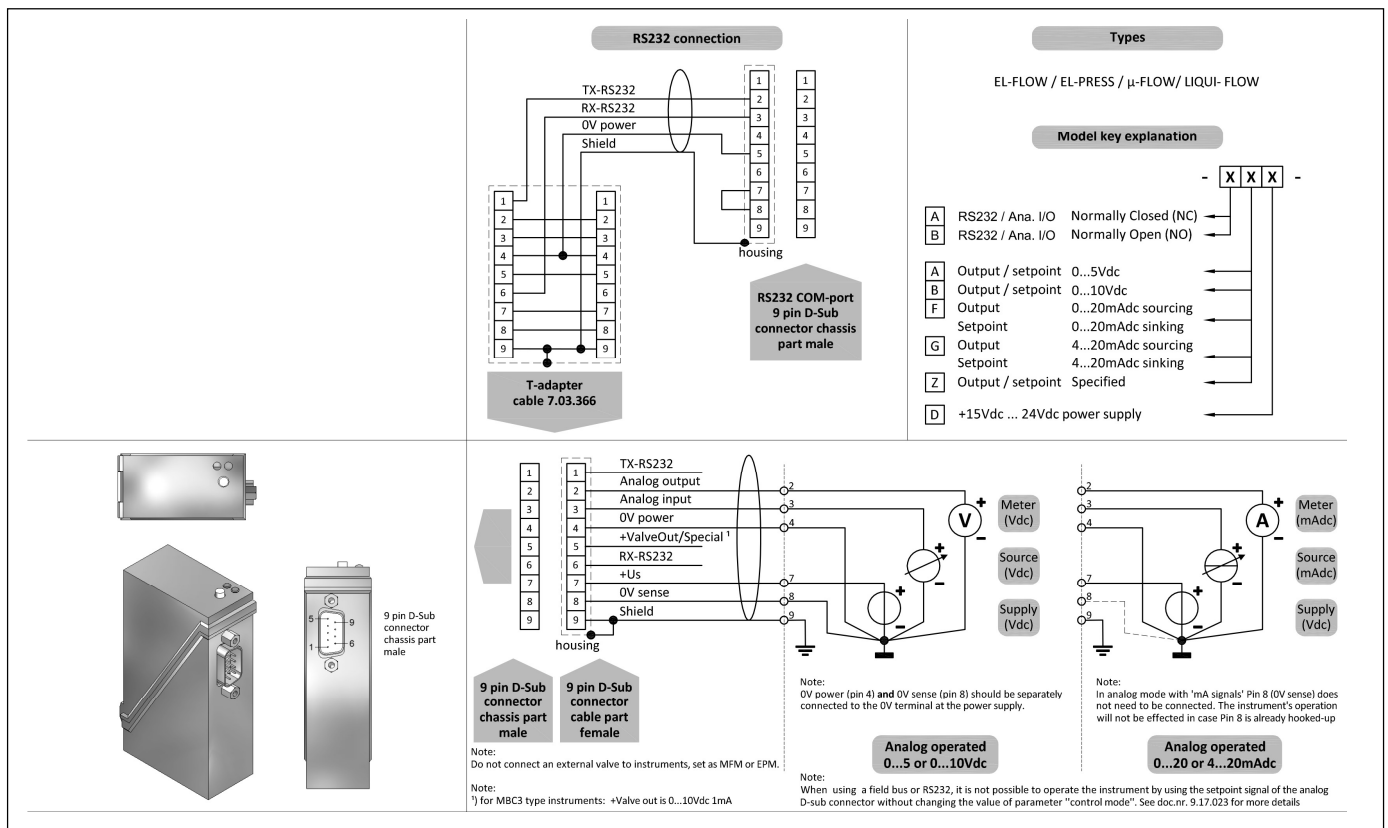 RS232 connection
1
2
3
4
5
6
7
8
9
1
2
3
4
5
6
7
8
9
TX-RS232
RX-RS232
0V power
Shield
1
2
3
4
5
6
7
8
9
1
2
3
4
5
6
7
8
9
housing
RS232 COM-port
9 pin D-Sub
connector chassis
part male
T-adapter
cable 7.03.366
Types
EL-FLOW / EL-PRESS / µ-FLOW/ LIQUI- FLOW
Model key explanation
- X X X -
A RS232 / Ana. I/O Normally Closed (NC)
B RS232 / Ana. I/O Normally Open (NO)
A Output / setpoint 0...5Vdc
B Output / setpoint 0...10Vdc
F Output 0...20mAdc sourcing
Setpoint 0...20mAdc sinking
G Output 4...20mAdc sourcing
Setpoint 4...20mAdc sinking
Z Output / setpoint Specified
D +15Vdc ... 24Vdc power supply
5
9
1
6
9 pin D-Sub
connector
chassis part
male
1
2
3
4
5
6
7
8
9
1
2
3
4
5
6
7
8
9
TX-RS232
Analog output
Analog input
0V power
+ValveOut/Special ¹
RX-RS232
+Us
0V sense
Shield
housing
9 pin D-Sub
connector
chassis part
male
9 pin D-Sub
connector
cable part
female
Note:
Do not connect an external valve to instruments, set as MFM or EPM.
Note:
¹) for MBC3 type instruments: +Valve out is 0...10Vdc 1mA
2
3
4
7
8
9
V
+
–
+
–
+
–
Meter
(Vdc)
Source
(Vdc)
Supply
(Vdc)
Note:
0V power (pin 4) and 0V sense (pin 8) should be separately
connected to the 0V terminal at the power supply.
Analog operated
0...5 or 0...10Vdc
2
3
4
7
8
9
A
+
–
+
–
+
–
Meter
(mAdc)
Source
(mAdc)
Supply
(Vdc)
Note:
In analog mode with 'mA signals' Pin 8 (0V sense) does
not need to be connected. The instrument's operation
will not be effected in case Pin 8 is already hooked-up
Analog operated
0...20 or 4...20mAdc
Note:
When using a field bus or RS232, it is not possible to operate the instrument by using the setpoint signal of the analog
D-sub connector without changing the value of parameter "control mode". See doc.nr. 9.17.023 for more details